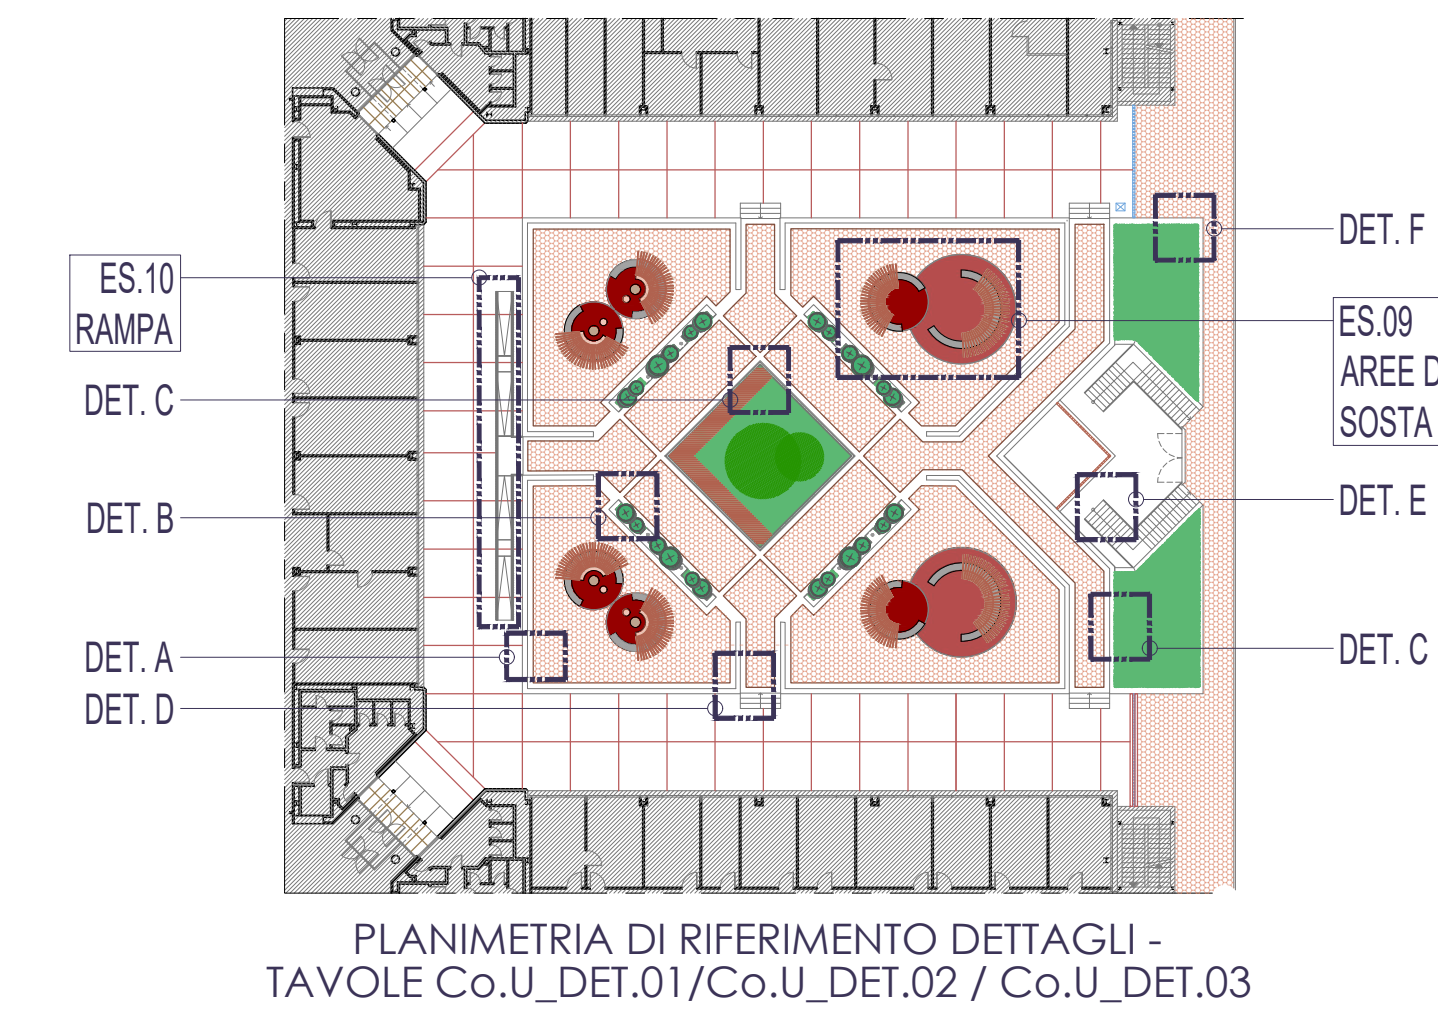 ES.10
RAMPA
DET. C
DET. B
DET. A
DET. D
DET. F
ES.09
AREE D
SOSTA
DET. E
DET. C
PLANIMETRIA DI RIFERIMENTO DETTAGLI -
TAVOLE Co.U_DET.01/Co.U_DET.02 / Co.U_DET.03